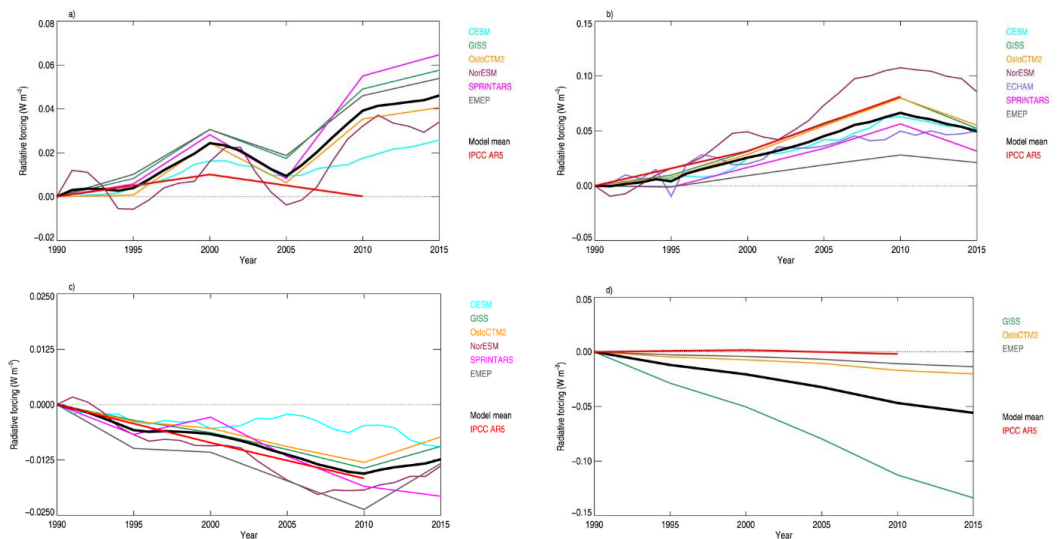 a)
0.08
0.06
0.04
0.02
0.00
−0.02
Radiative forcing (W m⁻²)
1990
1995
2000
2005
2010
2015
Year
CESM
GISS
OsloCTM2
NorESM
SPRINTARS
EMEP
Model mean
IPCC AR5
b)
0.15
0.10
0.05
0.00
−0.05
Radiative forcing (W m⁻²)
1990
1995
2000
2005
2010
2015
Year
CESM
GISS
OsloCTM2
NorESM
ECHAM
SPRINTARS
EMEP
Model mean
IPCC AR5
c)
0.0250
0.0125
0.0000
−0.0125
−0.0250
Radiative forcing (W m⁻²)
1990
1995
2000
2005
2010
2015
Year
CESM
GISS
OsloCTM2
NorESM
SPRINTARS
EMEP
Model mean
IPCC AR5
d)
0.05
0.00
−0.05
−0.10
−0.15
Radiative forcing (W m⁻²)
1990
1995
2000
2005
2010
2015
Year
GISS
OsloCTM2
EMEP
Model mean
IPCC AR5